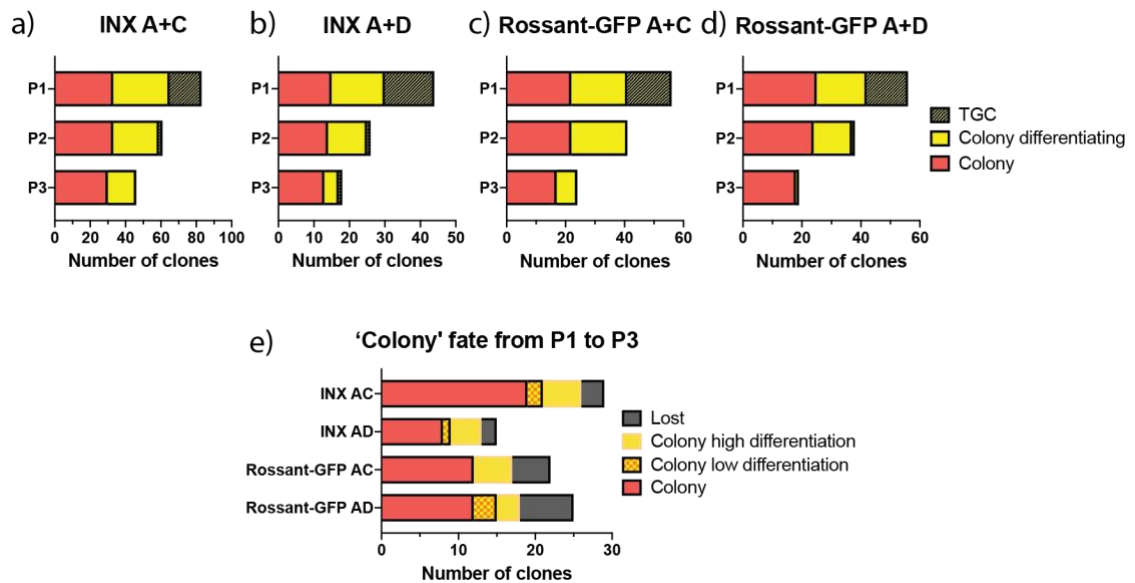 a) INX A+C
P1
P2
P3
0 20 40 60 80 100
Number of clones
b) INX A+D
P1
P2
P3
0 10 20 30 40 50
Number of clones
c) Rossant-GFP A+C
P1
P2
P3
0 20 40 60
Number of clones
d) Rossant-GFP A+D
P1
P2
P3
0 20 40 60
Number of clones
TGC
Colony differentiating
Colony
e) ‘Colony' fate from P1 to P3
INX AC
INX AD
Rossant-GFP AC
Rossant-GFP AD
0 10 20 30
Number of clones
Lost
Colony high differentiation
Colony low differentiation
Colony